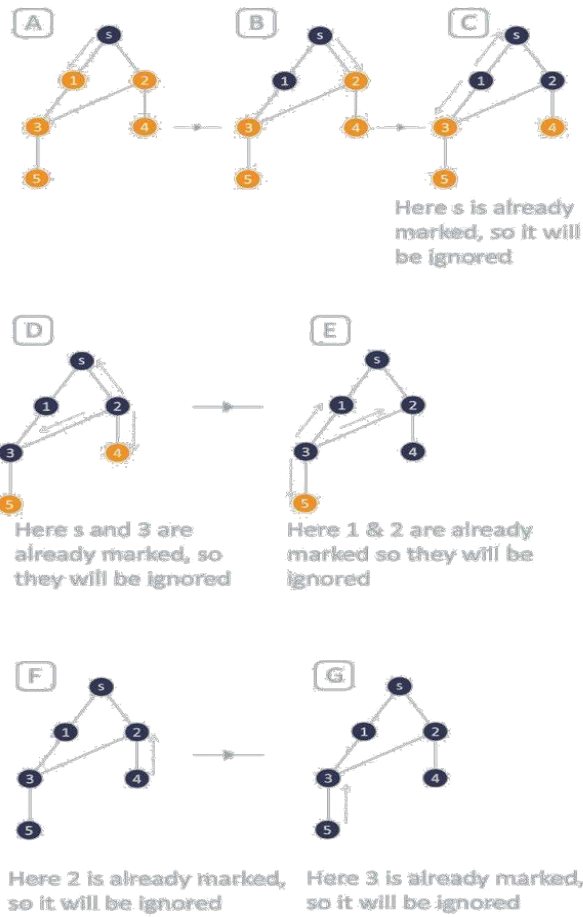 A
B
C
s
s
s
1
2
1
2
1
2
3
4
3
4
3
4
5
5
5
Here s is already
marked, so it will
be ignored
D
E
s
s
1
2
1
2
3
4
3
4
5
5
Here s and 3 are
already marked, so
they will be ignored
Here 1 & 2 are already
marked so they will be
ignored
F
G
s
s
1
2
1
2
3
4
3
4
5
5
Here 2 is already marked,
so it will be ignored
Here 3 is already marked,
so it will be ignored